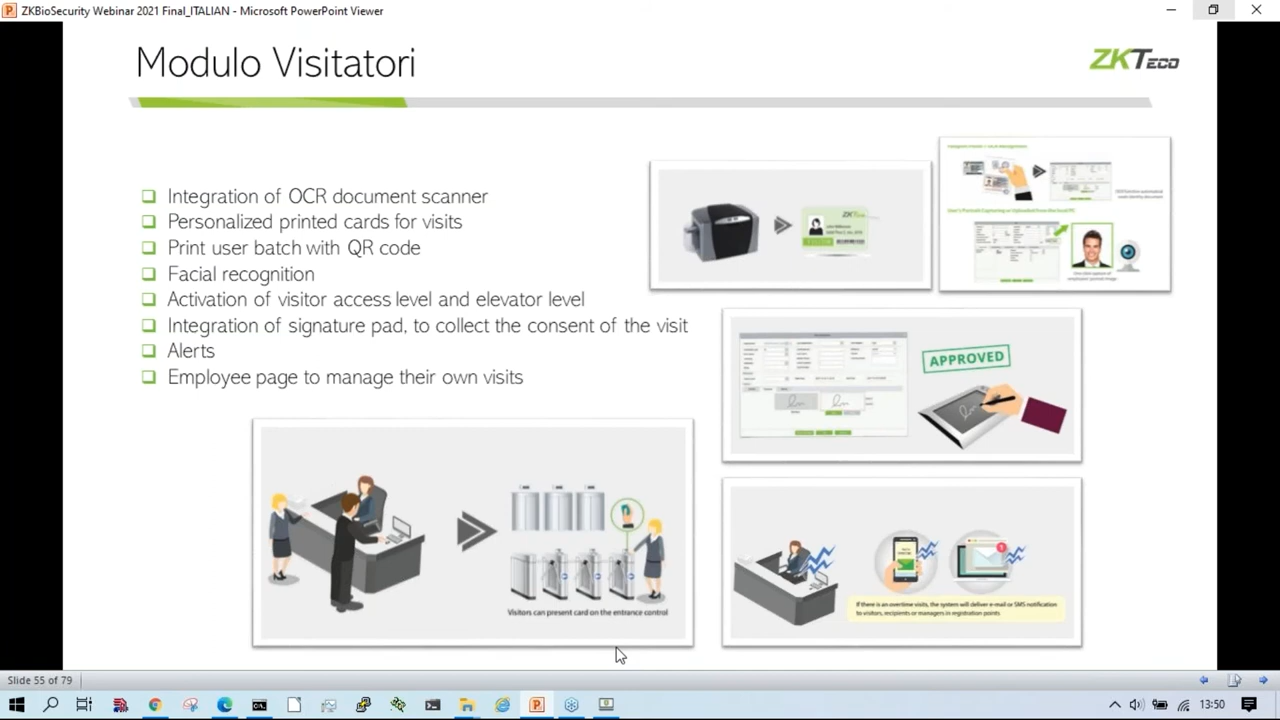 ZKBioSecurity Webinar 2021 Final_ITALIAN - Microsoft PowerPoint Viewer
Modulo Visitatori
ZKTECO
Integration of OCR document scanner
Personalized printed cards for visits
Print user batch with QR code
Facial recognition
Activation of visitor access level and elevator level
Integration of signature pad, to collect the consent of the visit
Alerts
Employee page to manage their own visits
ZKTeco
APPROVED
Visitors can present card on the entrance control
If there is an overtime visits, the system will deliver e-mail or SMS notification
to visitors, recipients or managers in registration points
Slide 55 of 79
13:50